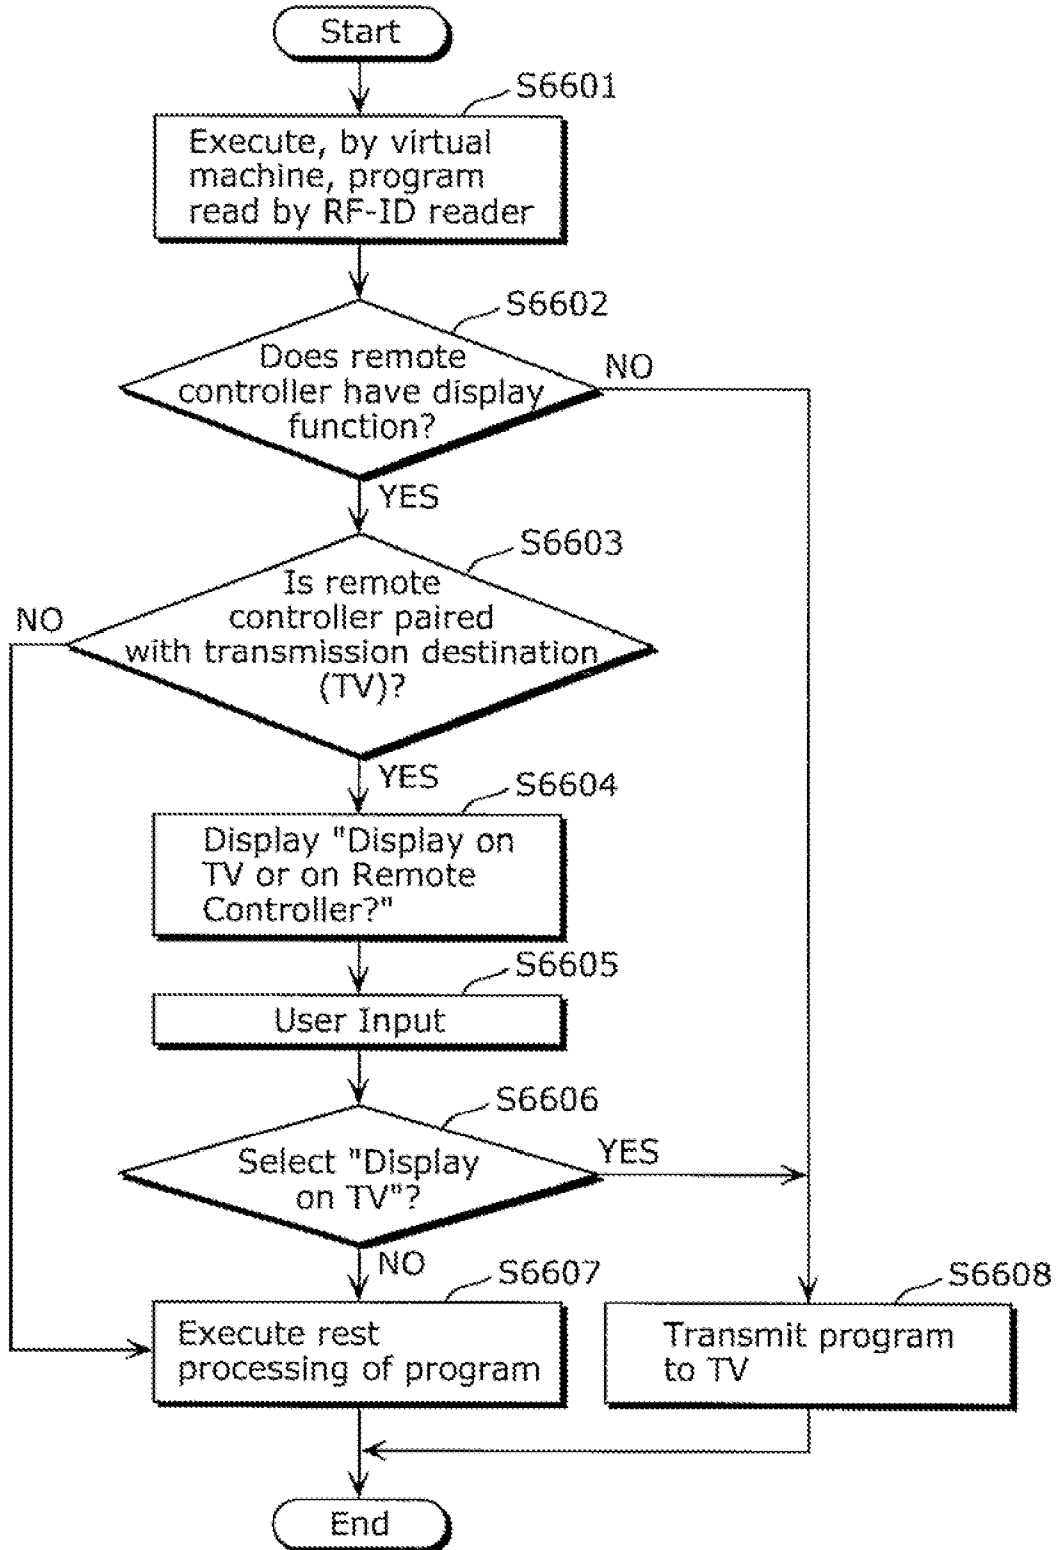 Start
S6601
Execute, by virtual
machine, program
read by RF-ID reader
S6602
Does remote
controller have display
function?
NO
YES
S6603
Is remote
controller paired
with transmission destination
(TV)?
NO
YES
S6604
Display "Display on
TV or on Remote
Controller?"
S6605
User Input
S6606
Select "Display
on TV"?
YES
NO
S6607
Execute rest
processing of program
S6608
Transmit program
to TV
End